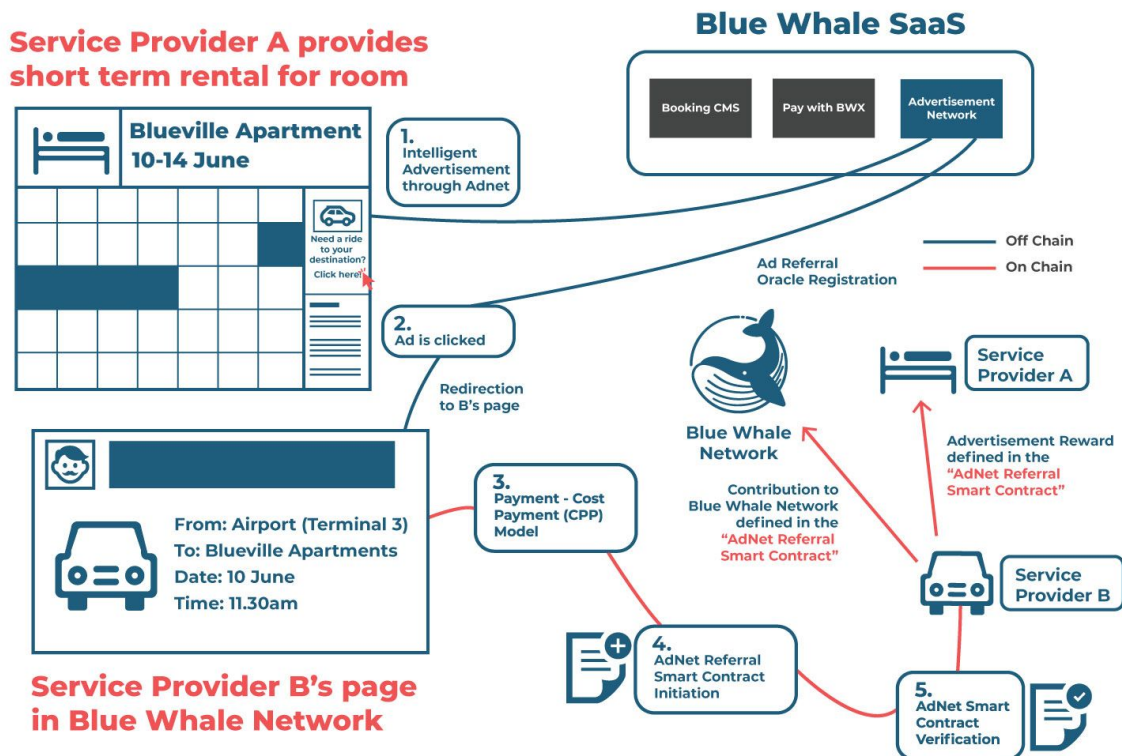 Service Provider A provides
short term rental for room
Blueville Apartment
10-14 June
Need a ride
to your
destination?
Click here!
1.
Intelligent
Advertisement
through Adnet
Blue Whale SaaS
Booking CMS
Pay with BWX
Advertisement
Network
Off Chain
On Chain
Ad Referral
Oracle Registration
2.
Ad is clicked
Redirection
to B's page
From: Airport (Terminal 3)
To: Blueville Apartments
Date: 10 June
Time: 11.30am
Service Provider B's page
in Blue Whale Network
3.
Payment - Cost
Payment (CPP)
Model
4.
AdNet Referral
Smart Contract
Initiation
5.
AdNet Smart
Contract
Verification
Service
Provider B
Contribution to
Blue Whale Network
defined in the
“AdNet Referral
Smart Contract”
Blue Whale
Network
Advertisement Reward
defined in the
“AdNet Referral
Smart Contract”
Service
Provider A